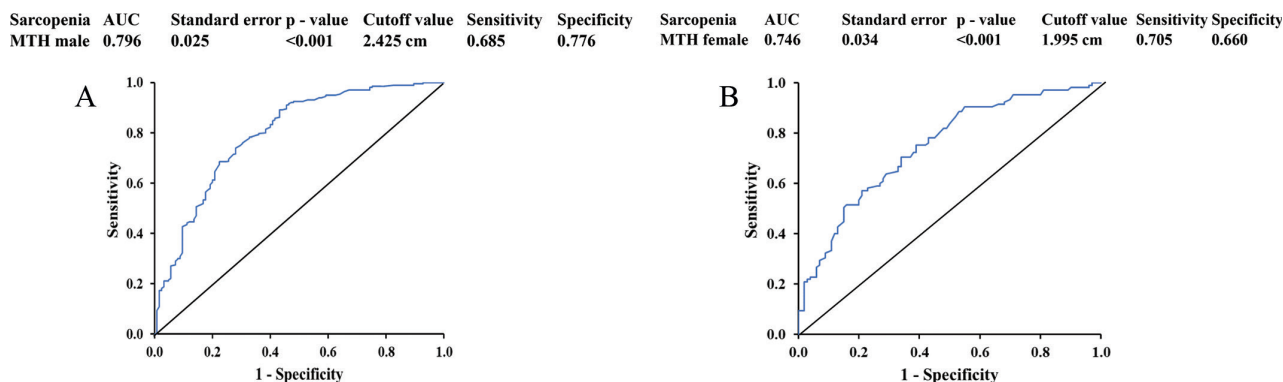 Sarcopenia AUC Standard error p - value Cutoff value Sensitivity Specificity
MTH male 0.796 0.025 <0.001 2.425 cm 0.685 0.776
A
1.0
0.8
0.6
0.4
0.2
0.0
Sensitivity
0.0 0.2 0.4 0.6 0.8 1.0
1 - Specificity
Sarcopenia AUC Standard error p - value Cutoff value Sensitivity Specificity
MTH female 0.746 0.034 <0.001 1.995 cm 0.705 0.660
B
1.0
0.8
0.6
0.4
0.2
0.0
Sensitivity
0.0 0.2 0.4 0.6 0.8 1.0
1 - Specificity